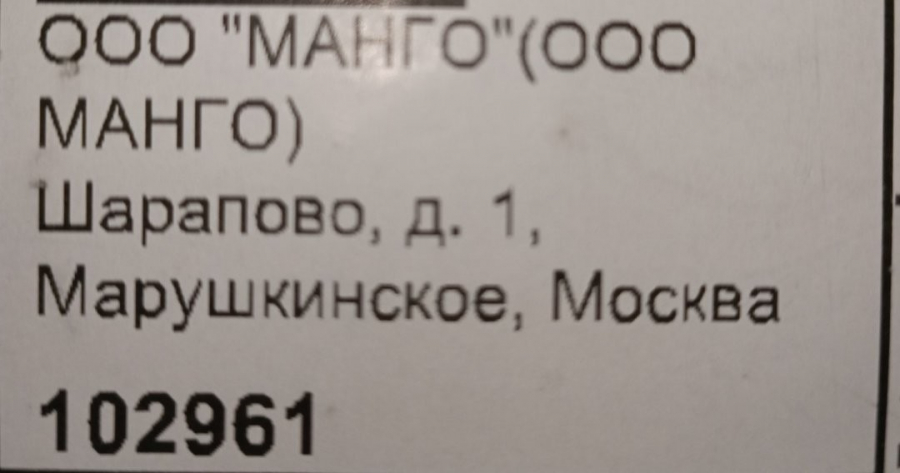 ООО "МАНГО"(ООО
МАНГО)
Шарапово, д. 1,
Марушкинское, Москва
102961